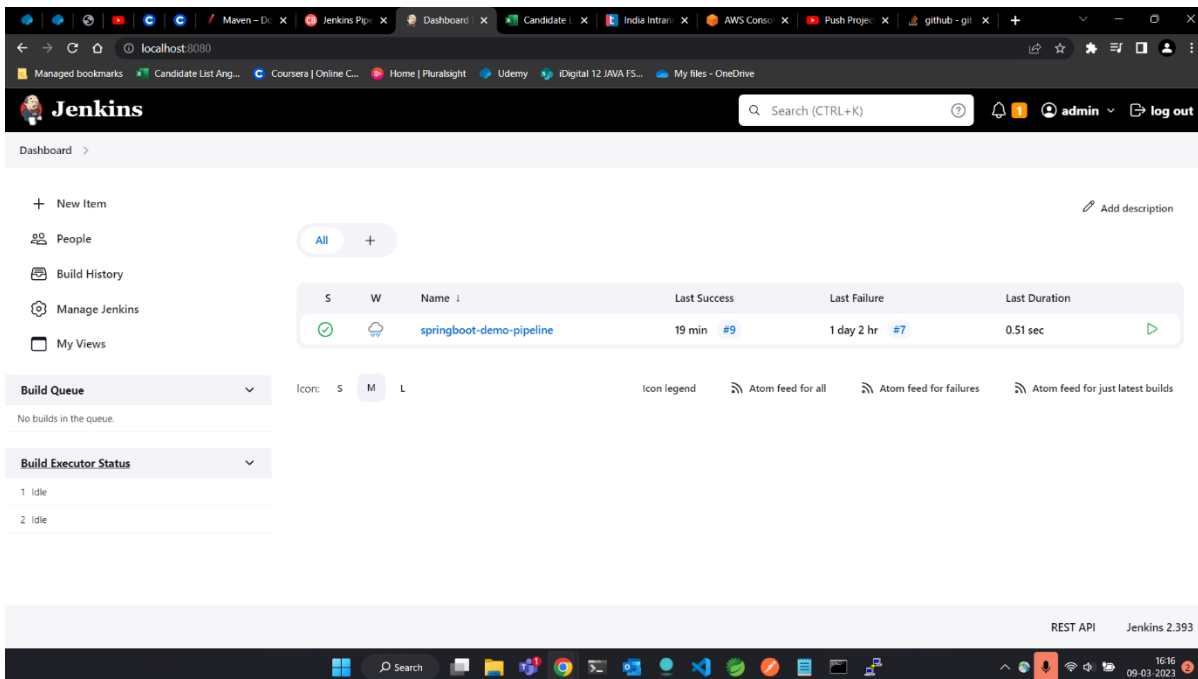 Maven – Do
Jenkins Pipe
Dashboard
Candidate L
India Intran
AWS Consol
Push Projec
github - git
localhost:8080
Managed bookmarks
Candidate List Ang...
Coursera | Online C...
Home | Pluralsight
Udemy
iDigital 12 JAVA FS...
My files - OneDrive
Jenkins
Search (CTRL+K)
1
admin
log out
Dashboard
New Item
People
Build History
Manage Jenkins
My Views
Build Queue
No builds in the queue.
Build Executor Status
1 Idle
2 Idle
Add description
All +
S W Name ↓ Last Success Last Failure Last Duration
springboot-demo-pipeline 19 min #9 1 day 2 hr #7 0.51 sec
Icon: S M L
Icon legend
Atom feed for all
Atom feed for failures
Atom feed for just latest builds
REST API Jenkins 2.393
Search
16:16
09-03-2023
2